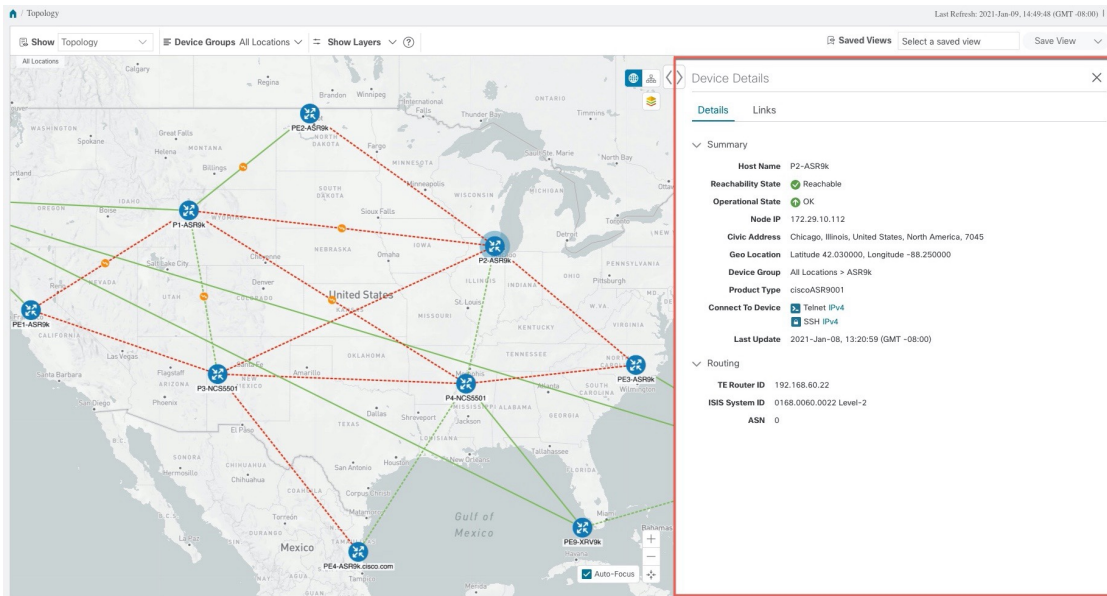 / Topology
Last Refresh: 2021-Jan-09, 14:49:48 (GMT -08:00)
Show Topology
Device Groups All Locations
Show Layers
Saved Views Select a saved view
Save View
All Locations
Calgary
Regina
Brandon Winnipeg
International Falls
ONTARIO
Thunder Bay
Timmins
PE2-ASR9k
WASHINGTON
Spokane
Great Falls
Helena
MONTANA
NORTH DAKOTA
Fargo
MINNESOTA
Sault Ste. Marie
North Bay
Billings
Minneapolis
WISCONSIN
MICHIGAN
SOUTH DAKOTA
Sioux Falls
OREGON
Boise
IDAHO
WYOMING
P1-ASR9k
Toronto
Detroit
P2-ASR9k
Salt Lake City
Cheyenne
NEBRASKA
Omaha
IOWA
PENNSYLVANIA
Pittsburgh
OHIO
NEVADA
UTAH
Denver
COLORADO
United States
ILLINOIS
INDIANA
St. Louis
MISSOURI
W.VA.
VIRGINIA
KENTUCKY
PE1-ASR9k
CALIFORNIA
Las Vegas
Santa Barbara
Flagstaff
ARIZONA
Phoenix
Santa Fe
NEW MEXICO
P3-NCS5501
Amarillo
OKLAHOMA
TENNESSEE
Memphis
P4-NCS5501
PE3-ASR9k
Atlanta
SOUTH CAROLINA
Wilmington
San Diego
El Paso
Dallas
TEXAS
Shreveport
MISSISSIPPI
Jackson
ALABAMA
GEORGIA
LOUISIANA
Tallahassee
B.C.
SONORA
Hermosillo
CHIHUAHUA
Chihuahua
San Antonio
Houston
New Orleans
FLORIDA
COAHUILA
Corpus Christi
Matamoros
Torreón
DURANGO
B.C.S.
La Paz
Gulf of Mexico
Miami
Bahamas
PE9-XRV9k
Havana
Mexico
PE4-ASR9k.cisco.com
Tampico
Mérida
Auto-Focus
Device Details
Details
Links
Summary
Host Name P2-ASR9k
Reachability State Reachable
Operational State OK
Node IP 172.29.10.112
Civic Address Chicago, Illinois, United States, North America, 7045
Geo Location Latitude 42.030000, Longitude -88.250000
Device Group All Locations > ASR9k
Product Type ciscoASR9001
Connect To Device Telnet IPv4
SSH IPv4
Last Update 2021-Jan-08, 13:20:59 (GMT -08:00)
Routing
TE Router ID 192.168.60.22
ISIS System ID 0168.0060.0022 Level-2
ASN 0